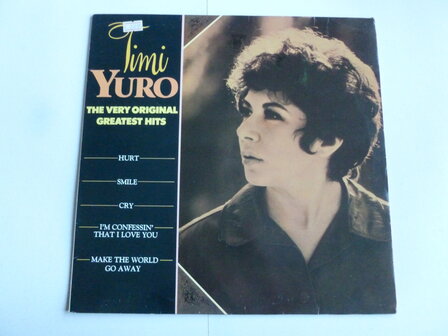 Timi
YURO
THE VERY ORIGINAL
GREATEST HITS
HURT
SMILE
CRY
I'M CONFESSIN'
THAT I LOVE YOU
MAKE THE WORLD
GO AWAY